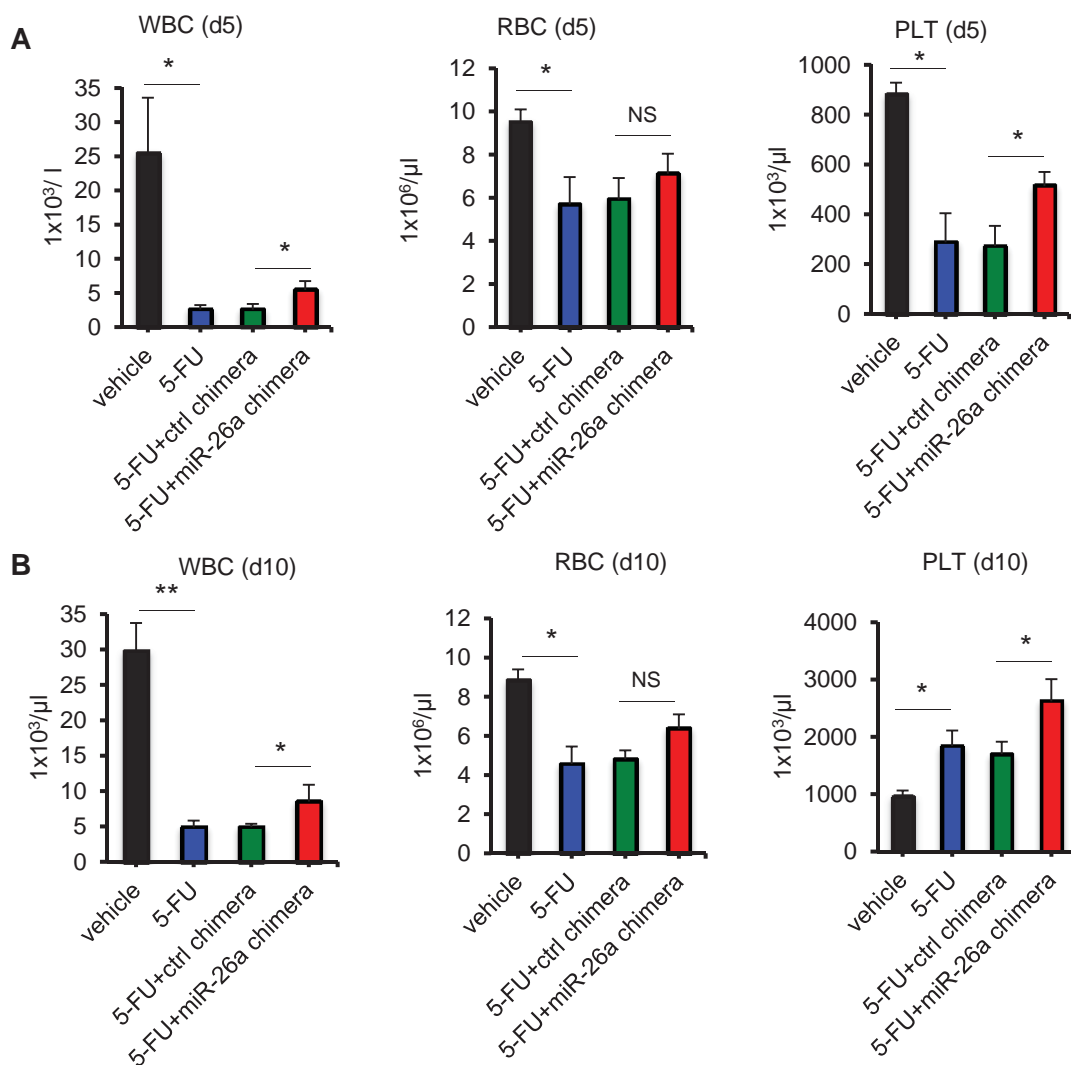 A
WBC (d5)
RBC (d5)
PLT (d5)
1x10³/ l
35
30
25
20
15
10
5
0
*
*
vehicle
5-FU
5-FU+ctrl chimera
5-FU+miR-26a chimera
1x10⁶/µl
12
10
8
6
4
2
0
*
NS
vehicle
5-FU
5-FU+ctrl chimera
5-FU+miR-26a chimera
1x10³/µl
1000
800
600
400
200
0
*
*
vehicle
5-FU
5-FU+ctrl chimera
5-FU+miR-26a chimera
B
WBC (d10)
RBC (d10)
PLT (d10)
1x10³/µl
35
30
25
20
15
10
5
0
**
*
vehicle
5-FU
5-FU+ctrl chimera
5-FU+miR-26a chimera
1x10⁶/µl
12
10
8
6
4
2
0
*
NS
vehicle
5-FU
5-FU+ctrl chimera
5-FU+miR-26a chimera
1x10³/µl
4000
3000
2000
1000
0
*
*
vehicle
5-FU
5-FU+ctrl chimera
5-FU+miR-26a chimera